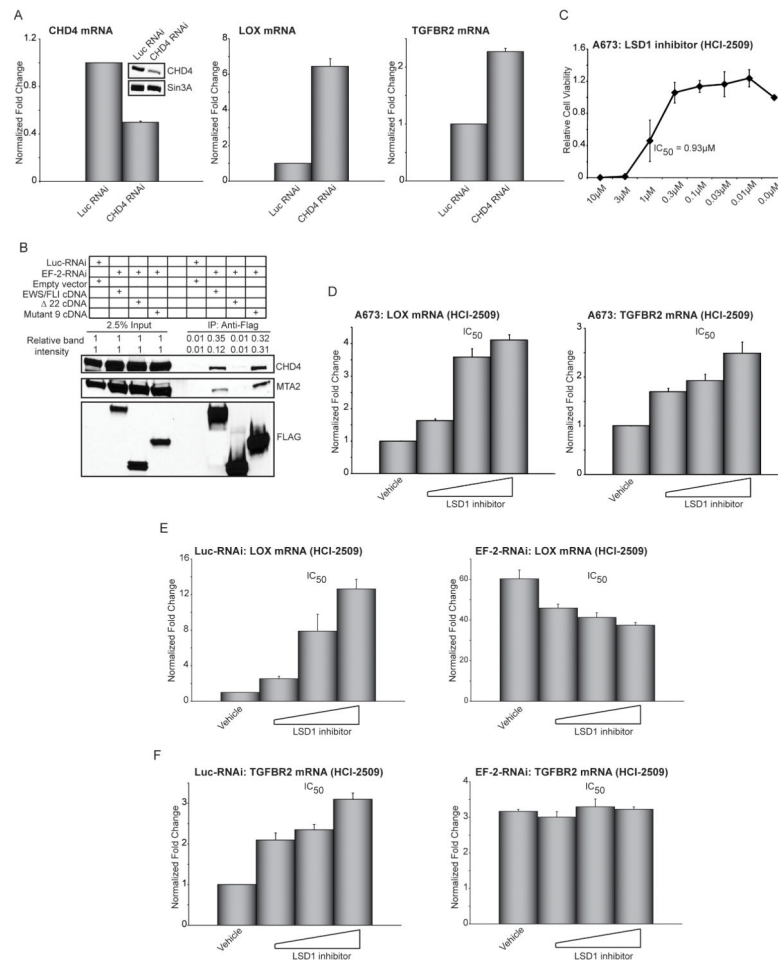 A
CHD4 mRNA
Normalized Fold Change
1.2
0.8
0.4
0
Luc RNAi
CHD4 RNAi
CHD4
Sin3A
Luc RNAi
CHD4 RNAi
LOX mRNA
Normalized Fold Change
8
6
4
2
0
Luc RNAi
CHD4 RNAi
TGFBR2 mRNA
Normalized Fold Change
2
1
0
Luc RNAi
CHD4 RNAi
C
A673: LSD1 inhibitor (HCI-2509)
Relative Cell Viability
1.6
1.2
0.8
0.4
0
IC50 = 0.93µM
10µM
3µM
1µM
0.3µM
0.1µM
0.03µM
0.01µM
0.0µM
B
Luc-RNAi + +
EF-2-RNAi + + + + + +
Empty vector + +
EWS/FLI cDNA + +
Δ 22 cDNA + +
Mutant 9 cDNA + +
2.5% Input IP: Anti-Flag
Relative band 1 1 1 1 0.01 0.35 0.01 0.32
intensity 1 1 1 1 0.01 0.12 0.01 0.31
CHD4
MTA2
FLAG
D
A673: LOX mRNA (HCI-2509)
IC50
Normalized Fold Change
4
3
2
1
0
Vehicle
LSD1 inhibitor
A673: TGFBR2 mRNA (HCI-2509)
IC50
Normalized Fold Change
3
2
1
0
Vehicle
LSD1 inhibitor
E
Luc-RNAi: LOX mRNA (HCI-2509)
IC50
Normalized Fold Change
16
12
8
4
0
Vehicle
LSD1 inhibitor
EF-2-RNAi: LOX mRNA (HCI-2509)
IC50
Normalized Fold Change
60
40
20
0
Vehicle
LSD1 inhibitor
F
Luc-RNAi: TGFBR2 mRNA (HCI-2509)
IC50
Normalized Fold Change
3
2
1
0
Vehicle
LSD1 inhibitor
EF-2-RNAi: TGFBR2 mRNA (HCI-2509)
IC50
Normalized Fold Change
4
3
2
1
0
Vehicle
LSD1 inhibitor